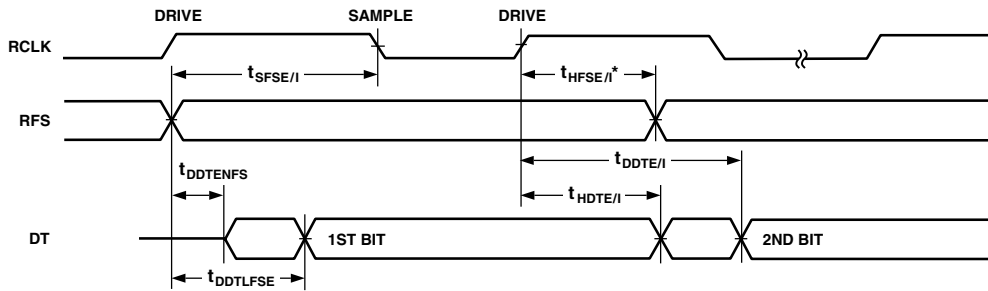 DRIVE SAMPLE DRIVE
RCLK
tSFSE/I tHFSE/I*
RFS
tDDTENFS tDDTE/I
tHDTE/I
DT 1ST BIT 2ND BIT
tDDTLFSE